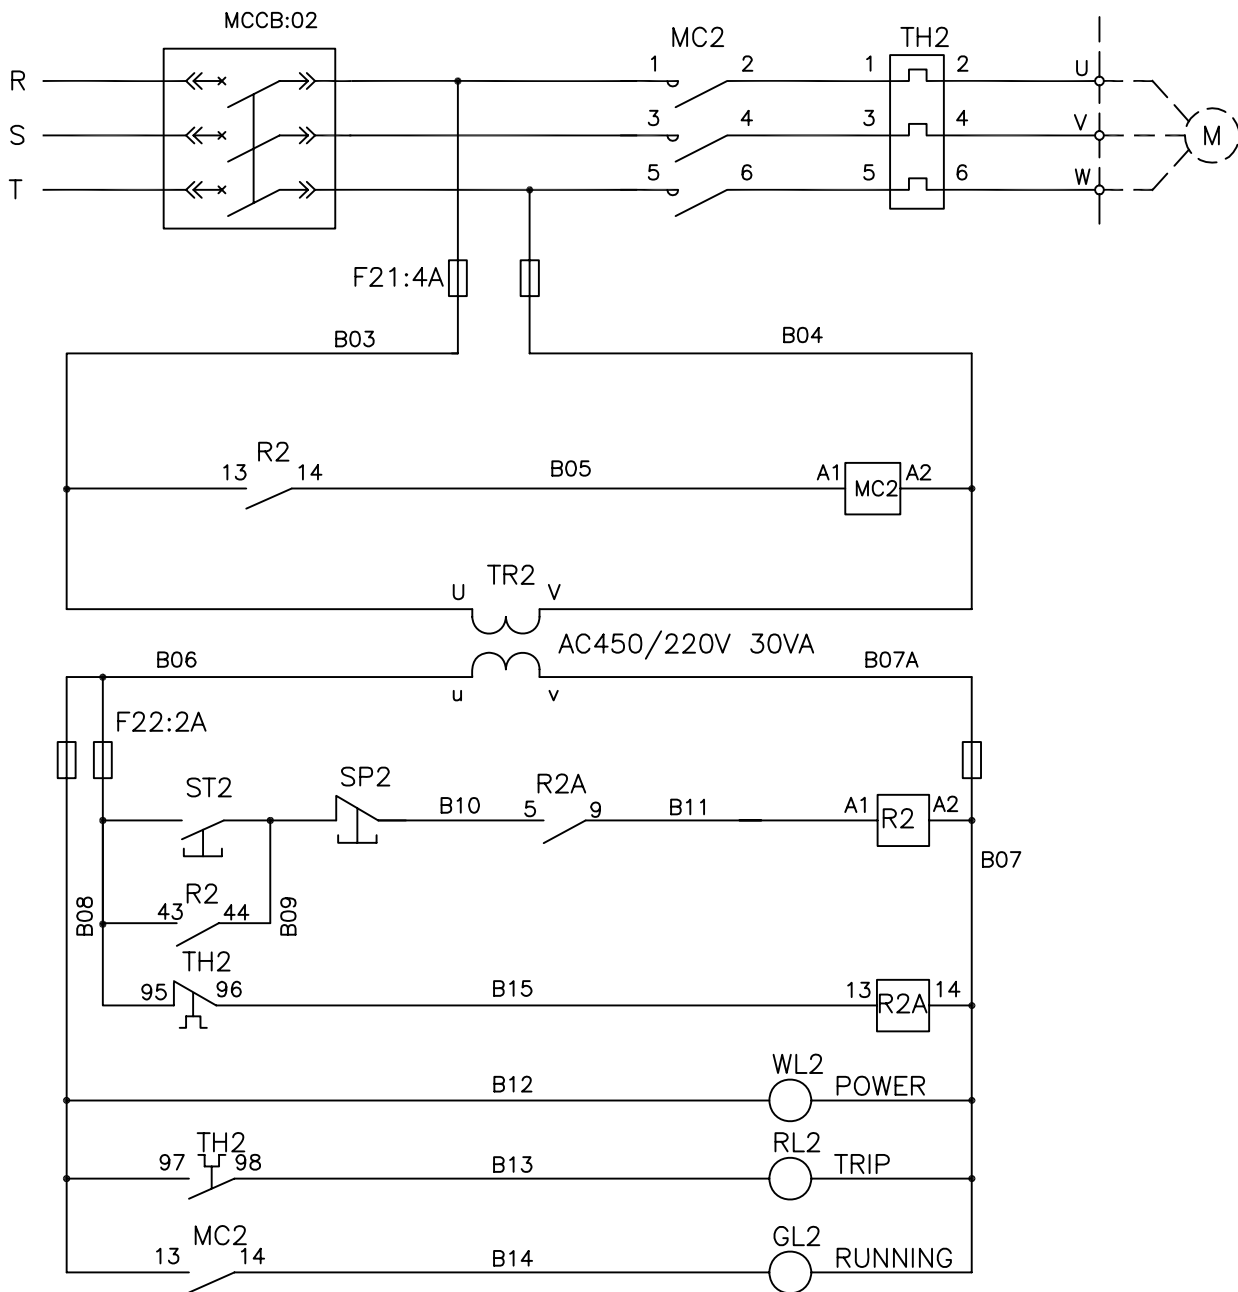 MCCB:02
MC2 TH2
R 1 2 1 2 U
S 3 4 3 4 V M
T 5 6 5 6 W
F21:4A
B03 B04
R2
13 14 B05 A1 MC2 A2
TR2
U V
AC450/220V 30VA
B06 B07A
u v
F22:2A
ST2 SP2 R2A
B10 5 9 B11 A1 R2 A2
B07
R2
B08 43 44 B09
TH2
95 96 B15 13 R2A 14
WL2
B12 POWER
TH2 RL2
97 98 B13 TRIP
MC2 GL2
13 14 B14 RUNNING